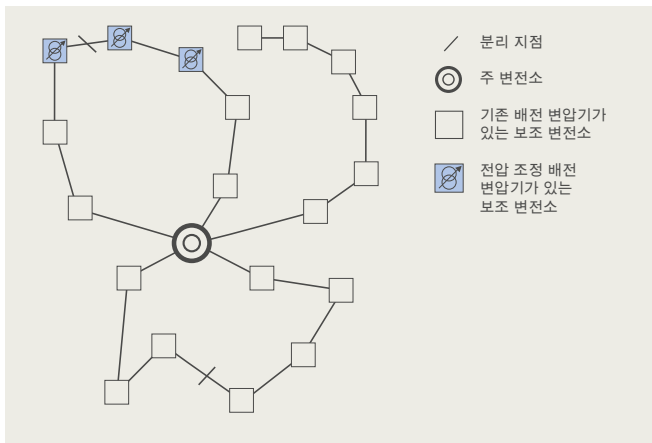 분리 지점
주 변전소
기존 배전 변압기가
있는 보조 변전소
전압 조정 배전
변압기가 있는
보조 변전소